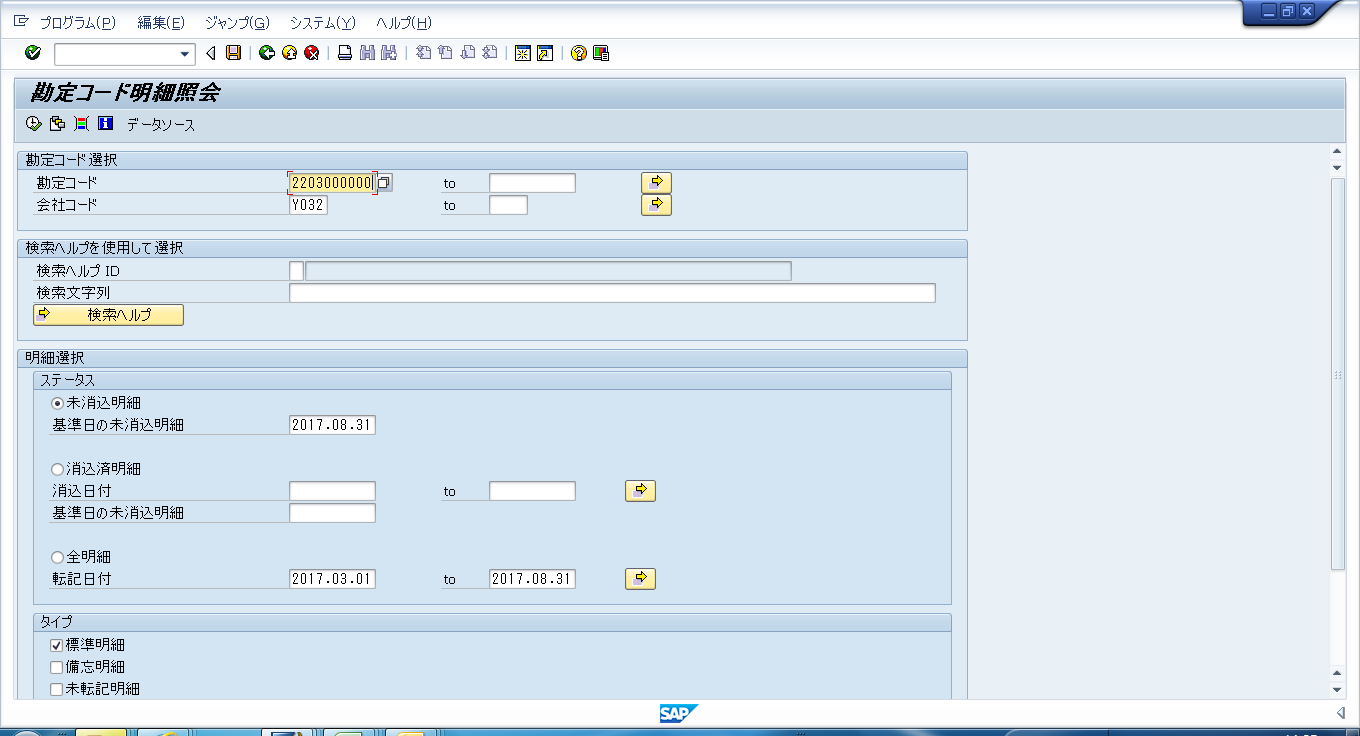 プログラム(P) 編集(E) ジャンプ(G) システム(Y) ヘルプ(H)
勘定コード明細照会
データソース
勘定コード選択
勘定コード 2203000000 to
会社コード Y032 to
検索ヘルプを使用して選択
検索ヘルプ ID
検索文字列
検索ヘルプ
明細選択
ステータス
未消込明細
基準日の未消込明細 2017.08.31
消込済明細
消込日付 to
基準日の未消込明細
全明細
転記日付 2017.03.01 to 2017.08.31
タイプ
標準明細
備忘明細
未転記明細
SAP